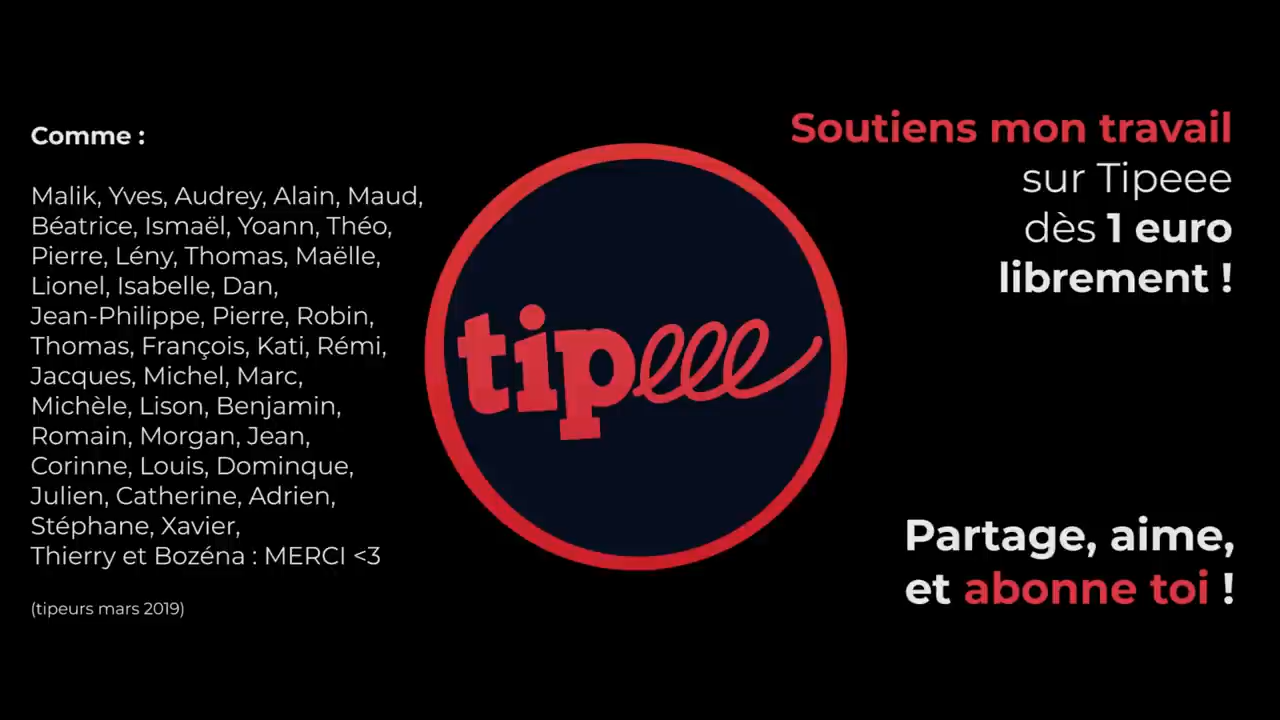 Comme :
Malik, Yves, Audrey, Alain, Maud,
Béatrice, Ismaël, Yoann, Théo,
Pierre, Lény, Thomas, Maëlle,
Lionel, Isabelle, Dan,
Jean-Philippe, Pierre, Robin,
Thomas, François, Kati, Rémi,
Jacques, Michel, Marc,
Michèle, Lison, Benjamin,
Romain, Morgan, Jean,
Corinne, Louis, Dominque,
Julien, Catherine, Adrien,
Stéphane, Xavier,
Thierry et Bozéna : MERCI <3
(tipeurs mars 2019)
tipeee
Soutiens mon travail
sur Tipeee
dès 1 euro
librement !
Partage, aime,
et abonne toi !